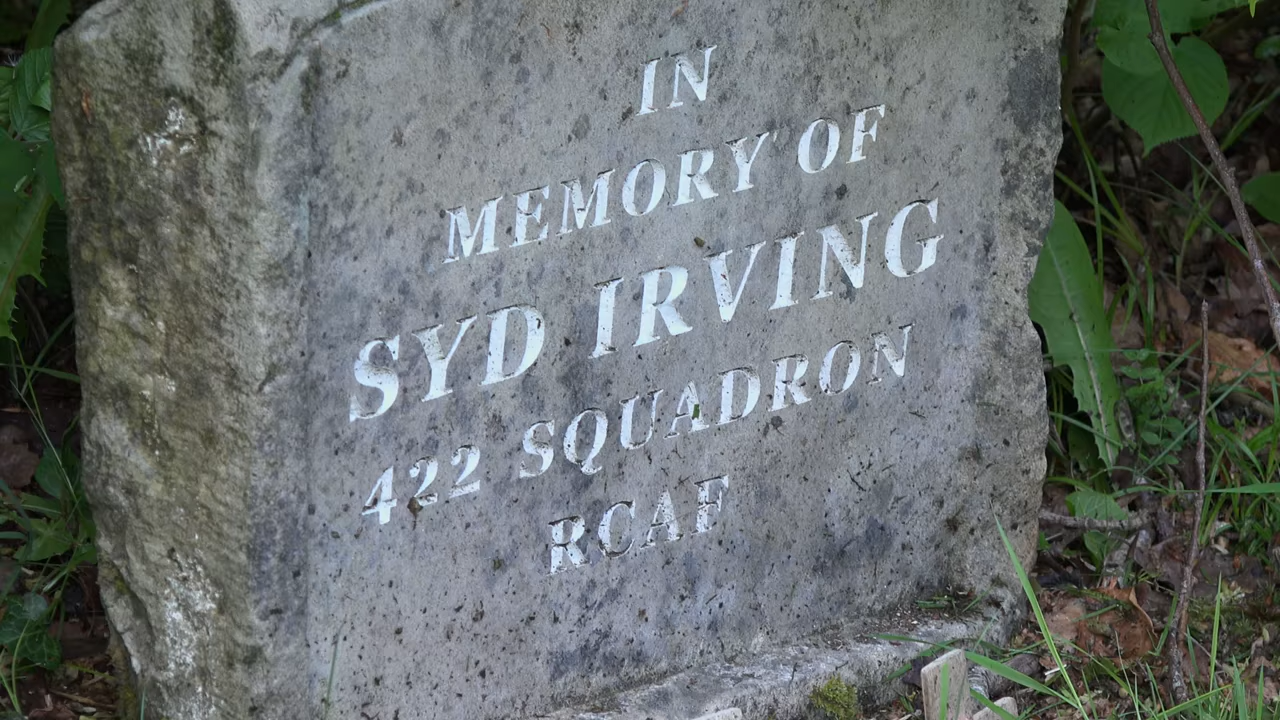 IN
MEMORY OF
SYD IRVING
422 SQUADRON
RCAF